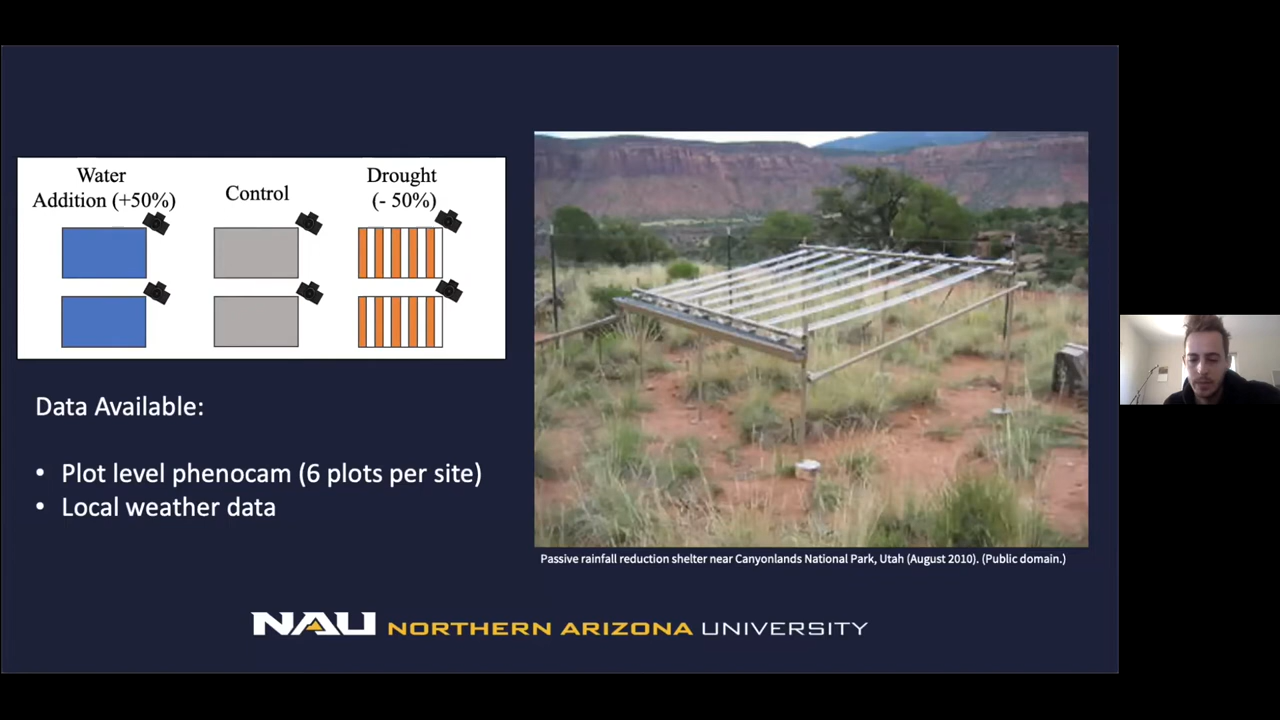 Water
Addition (+50%)
Control
Drought
(- 50%)
Data Available:
• Plot level phenocam (6 plots per site)
• Local weather data
Passive rainfall reduction shelter near Canyonlands National Park, Utah (August 2010). (Public domain.)
NAU NORTHERN ARIZONA UNIVERSITY